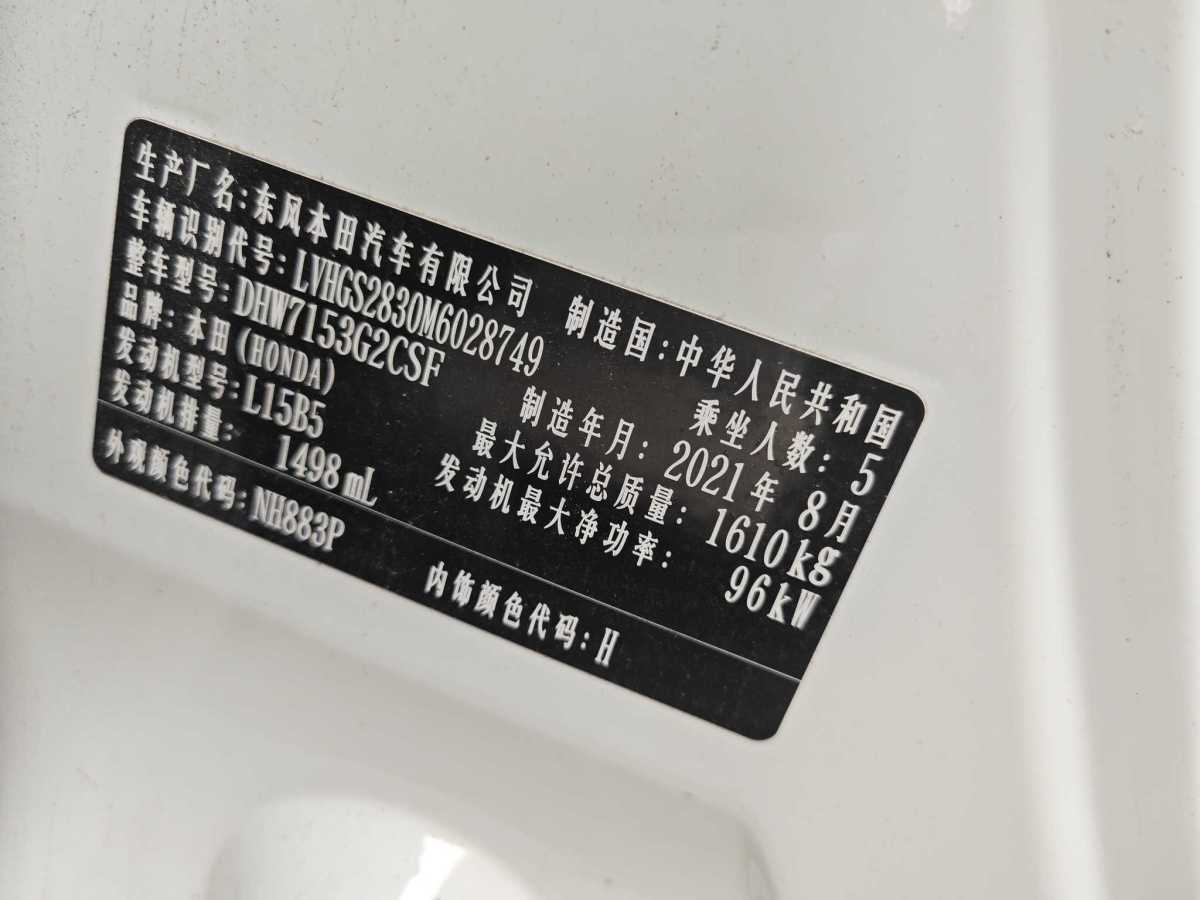 生产厂名:东风本田汽车有限公司 制造国:中华人民共和国
车辆识别代号:LVHGS2830M6028749 乘坐人数: 5
整车型号:DHW7153G2CSF 制造年月: 2021年 8月
品牌:本田(HONDA) 最大允许总质量: 1610kg
发动机型号:L15B5 发动机最大净功率: 96kW
发动机排量: 1498mL
外观颜色代码:NH883P 内饰颜色代码:H